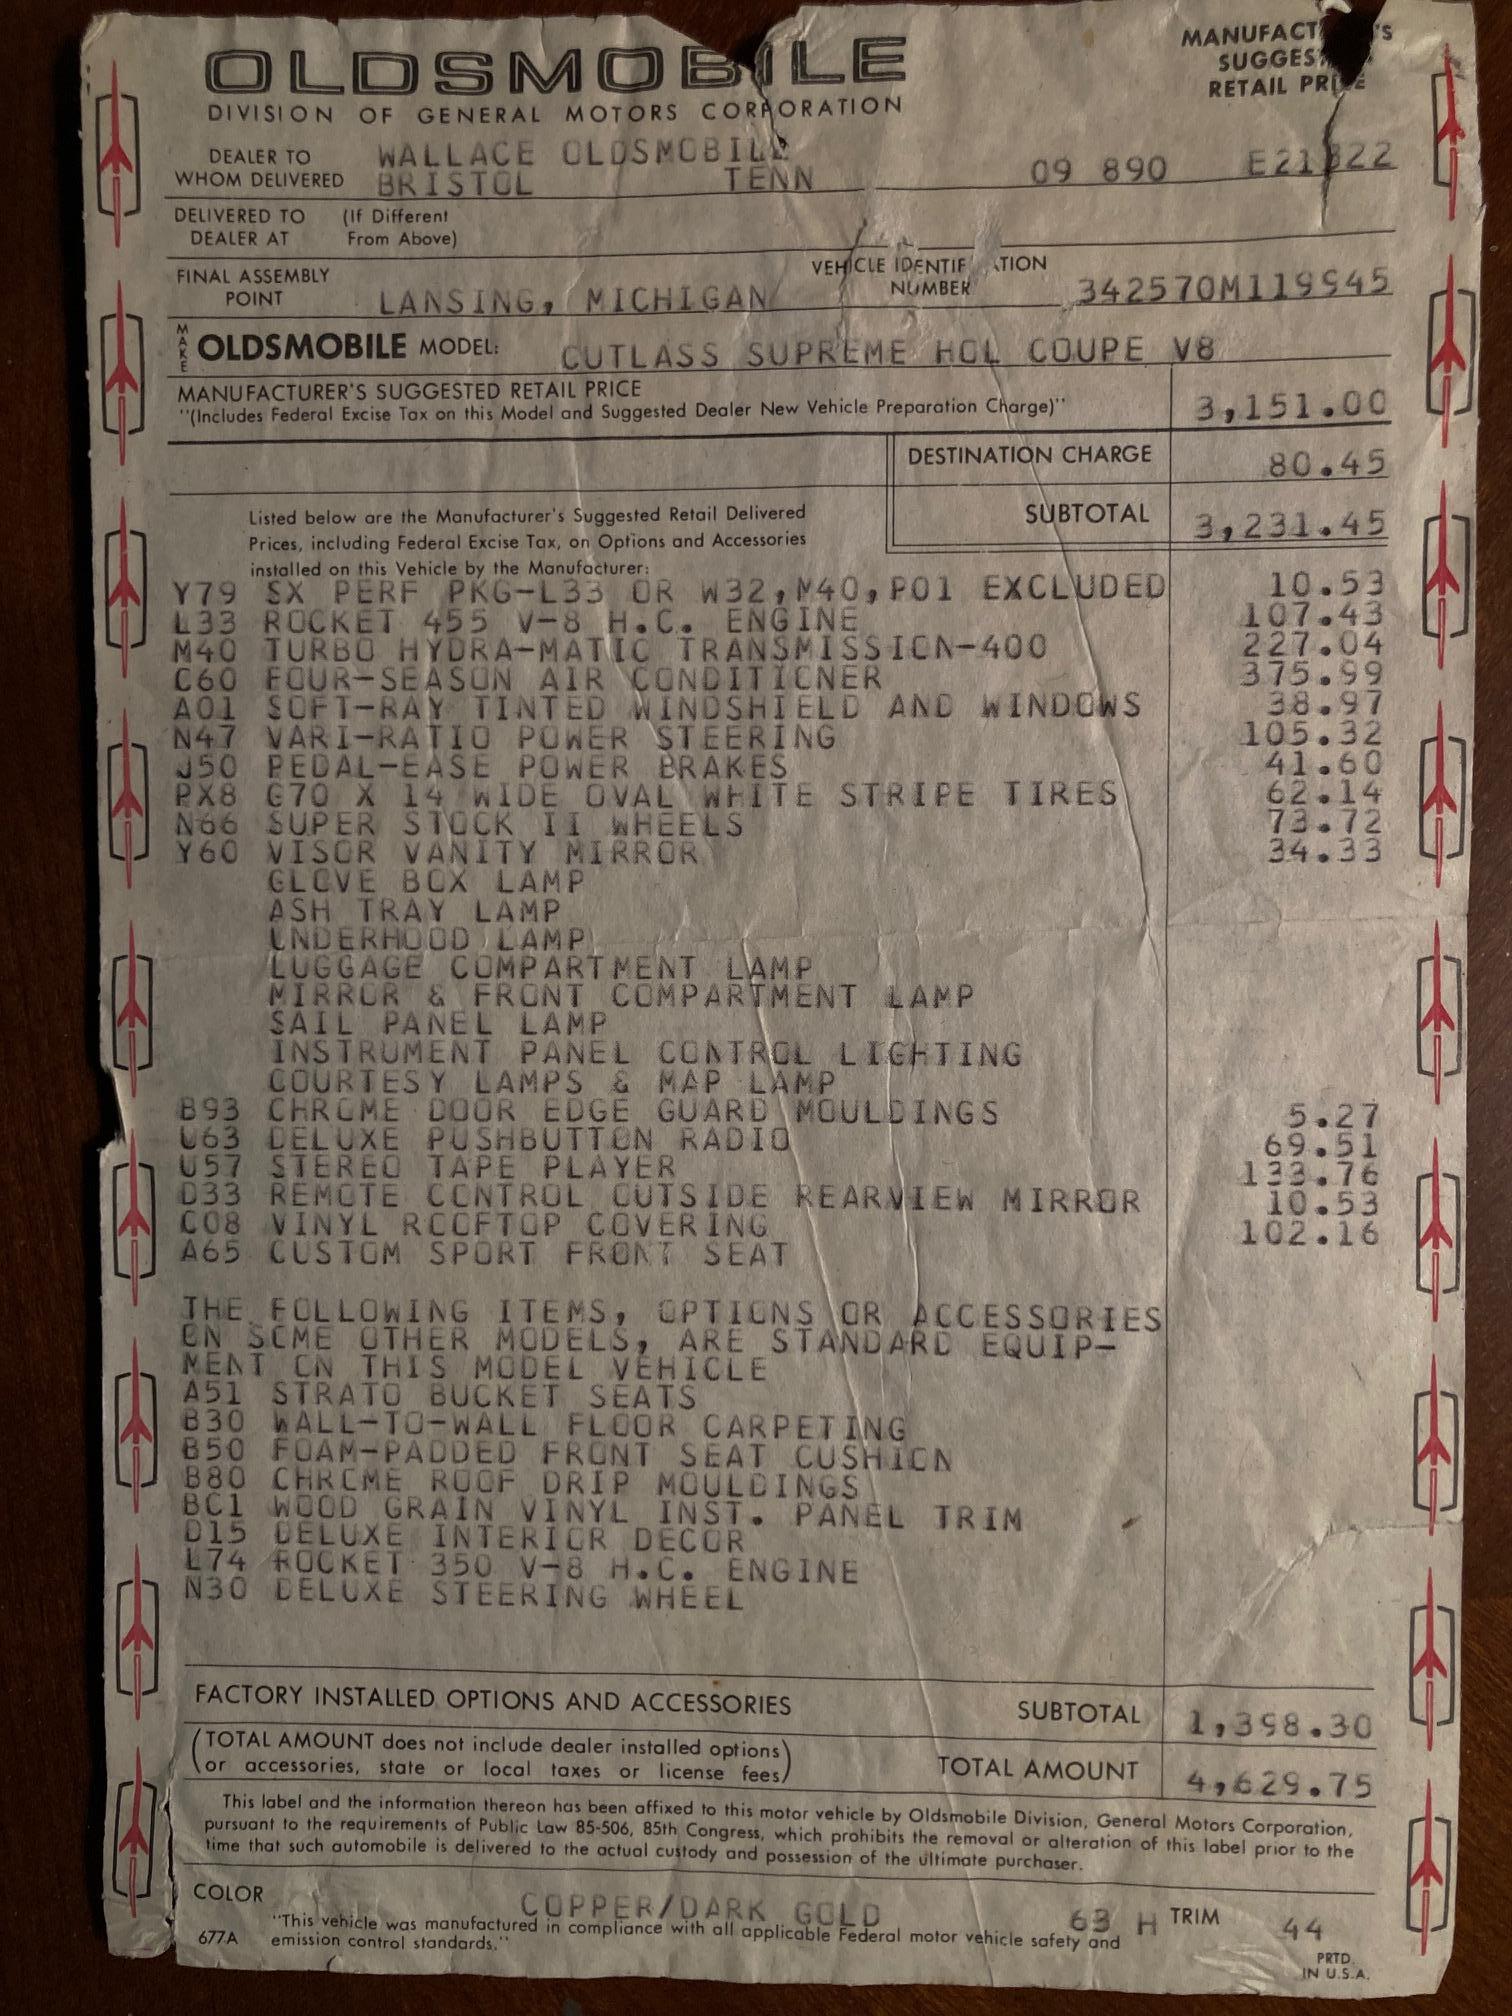 OLDSMOBILE
DIVISION OF GENERAL MOTORS CORPORATION
MANUFACT 'S
SUGGES
RETAIL PRICE
DEALER TO WHOM DELIVERED WALLACE OLDSMOBILE
BRISTOL TENN 09 890
DELIVERED TO (If Different
DEALER AT From Above)
FINAL ASSEMBLY POINT LANSING, MICHIGAN VEHICLE IDENTIF ATION NUMBER 342570M119945
MAKE OLDSMOBILE MODEL: CUTLASS SUPREME HOL COUPE V8
MANUFACTURER'S SUGGESTED RETAIL PRICE
"(Includes Federal Excise Tax on this Model and Suggested Dealer New Vehicle Preparation Charge)" 3,151.00
DESTINATION CHARGE 80.45
SUBTOTAL 3,231.45
Listed below are the Manufacturer's Suggested Retail Delivered
Prices, including Federal Excise Tax, on Options and Accessories
installed on this Vehicle by the Manufacturer:
Y79 SX PERF PKG-L33 OR W32,M40,P01 EXCLUDED 10.53
L33 ROCKET 455 V-8 H.C. ENGINE 107.43
M40 TURBO HYDRA-MATIC TRANSMISSION-400 227.04
C60 FOUR-SEASON AIR CONDITIONER 375.99
A01 SOFT-RAY TINTED WINDSHIELD AND WINDOWS 38.97
N47 VARI-RATIO POWER STEERING 105.32
J50 PEDAL-EASE POWER BRAKES 41.60
PX8 G70 X 14 WIDE OVAL WHITE STRIPE TIRES 62.14
N66 SUPER STOCK II WHEELS 73.72
Y60 VISOR VANITY MIRROR 34.33
GLOVE BOX LAMP
ASH TRAY LAMP
UNDERHOOD LAMP
LUGGAGE COMPARTMENT LAMP
MIRROR & FRONT COMPARTMENT LAMP
SAIL PANEL LAMP
INSTRUMENT PANEL CONTROL LIGHTING
COURTESY LAMPS & MAP LAMP
B93 CHROME DOOR EDGE GUARD MOULDINGS 5.27
U63 DELUXE PUSHBUTTON RADIO 69.51
U57 STEREO TAPE PLAYER 133.76
D33 REMOTE CONTROL OUTSIDE REARVIEW MIRROR 10.53
C08 VINYL ROOFTOP COVERING 102.16
A65 CUSTOM SPORT FRONT SEAT
THE FOLLOWING ITEMS, OPTIONS OR ACCESSORIES
ON SOME OTHER MODELS, ARE STANDARD EQUIP-
MENT ON THIS MODEL VEHICLE
A51 STRATO BUCKET SEATS
B30 WALL-TO-WALL FLOOR CARPETING
B50 FOAM-PADDED FRONT SEAT CUSHION
B80 CHROME ROOF DRIP MOULDINGS
BC1 WOOD GRAIN VINYL INST. PANEL TRIM
D15 DELUXE INTERIOR DECOR
L74 ROCKET 350 V-8 H.C. ENGINE
N30 DELUXE STEERING WHEEL
FACTORY INSTALLED OPTIONS AND ACCESSORIES SUBTOTAL 1,398.30
(TOTAL AMOUNT does not include dealer installed options
or accessories, state or local taxes or license fees) TOTAL AMOUNT 4,629.75
This label and the information thereon has been affixed to this motor vehicle by Oldsmobile Division, General Motors Corporation,
pursuant to the requirements of Public Law 85-506, 85th Congress, which prohibits the removal or alteration of this label prior to the
time that such automobile is delivered to the actual custody and possession of the ultimate purchaser.
COLOR COPPER/DARK GOLD 63 H TRIM 44
"This vehicle was manufactured in compliance with all applicable Federal motor vehicle safety and
677A emission control standards."
PRTD.
IN U.S.A.